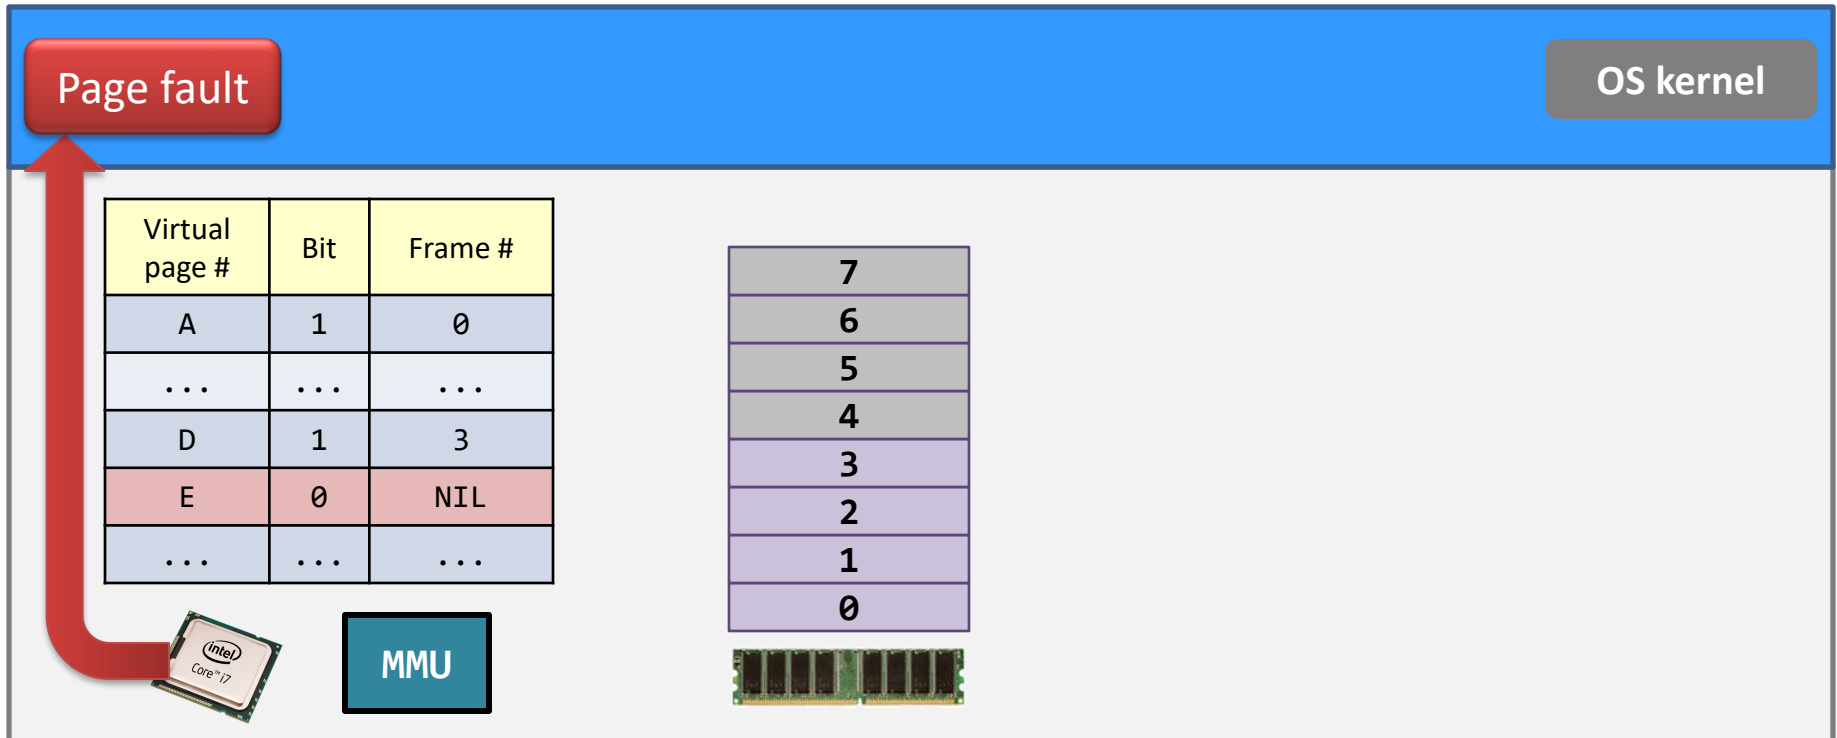 Page fault
OS kernel
Virtual
page #
Bit
Frame #
A 1 0
... ... ...
D 1 3
E 0 NIL
... ... ...
7
6
5
4
3
2
1
0
intel
Core™ i7
MMU